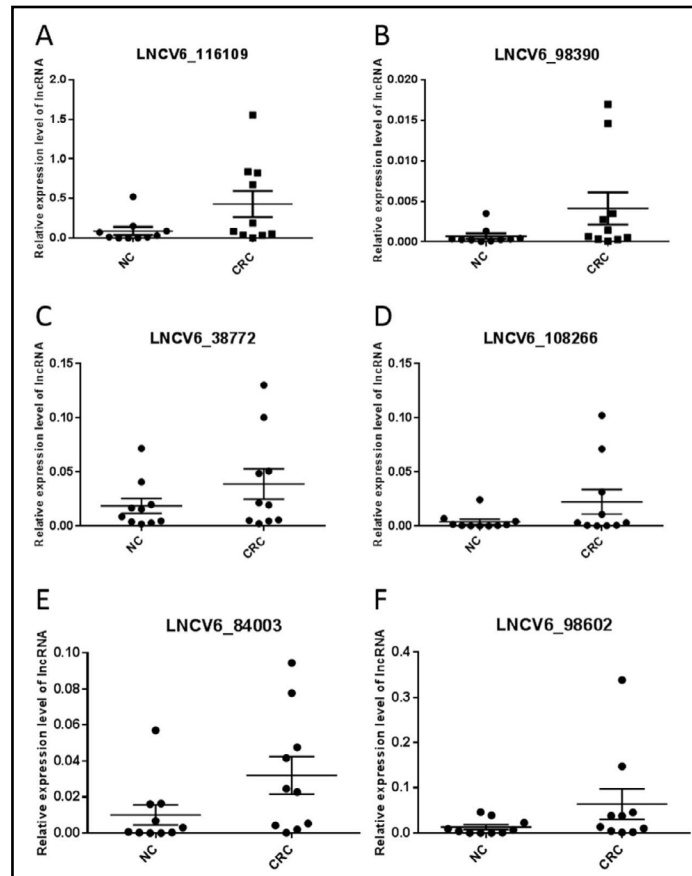 A
LNCV6_116109
Relative expression level of lncRNA
2.0
1.5
1.0
0.5
0.0
NC
CRC
B
LNCV6_98390
Relative expression level of lncRNA
0.020
0.015
0.010
0.005
0.000
NC
CRC
C
LNCV6_38772
Relative expression level of lncRNA
0.15
0.10
0.05
0.00
NC
CRC
D
LNCV6_108266
Relative expression level of lncRNA
0.15
0.10
0.05
0.00
NC
CRC
E
LNCV6_84003
Relative expression level of lncRNA
0.10
0.08
0.06
0.04
0.02
0.00
NC
CRC
F
LNCV6_98602
Relative expression level of lncRNA
0.4
0.3
0.2
0.1
0.0
NC
CRC